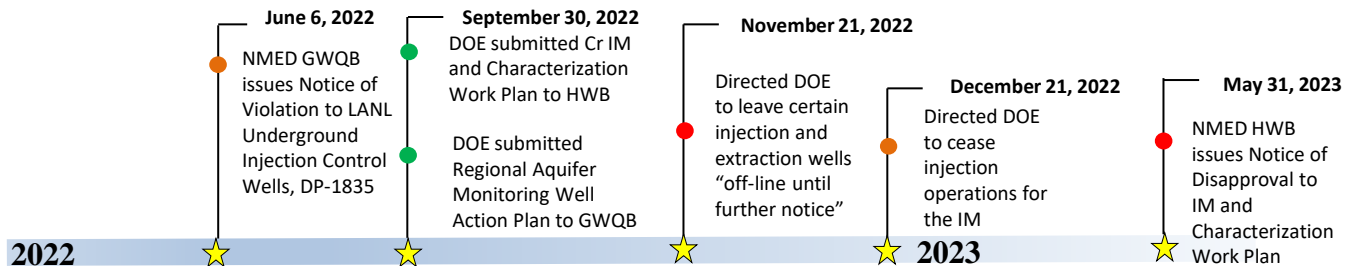 June 6, 2022
NMED GWQB
issues Notice of
Violation to LANL
Underground
Injection Control
Wells, DP-1835
September 30, 2022
DOE submitted Cr IM
and Characterization
Work Plan to HWB
DOE submitted
Regional Aquifer
Monitoring Well
Action Plan to GWQB
November 21, 2022
Directed DOE
to leave certain
injection and
extraction wells
“off-line until
further notice”
December 21, 2022
Directed DOE
to cease
injection
operations for
the IM
May 31, 2023
NMED HWB
issues Notice of
Disapproval to
IM and
Characterization
Work Plan
2022
2023